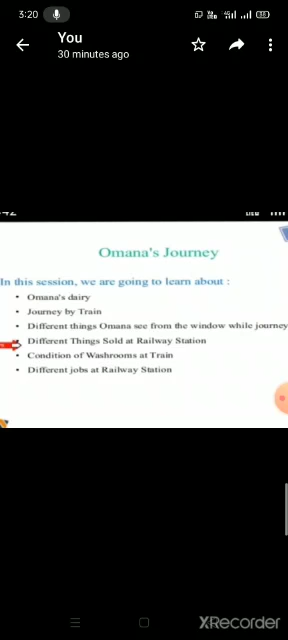 3:20
You
30 minutes ago
Omana's Journey
In this session, we are going to learn about :
• Omana's dairy
• Journey by Train
• Different things Omana see from the window while journey
• Different Things Sold at Railway Station
• Condition of Washrooms at Train
• Different jobs at Railway Station
XRecorder